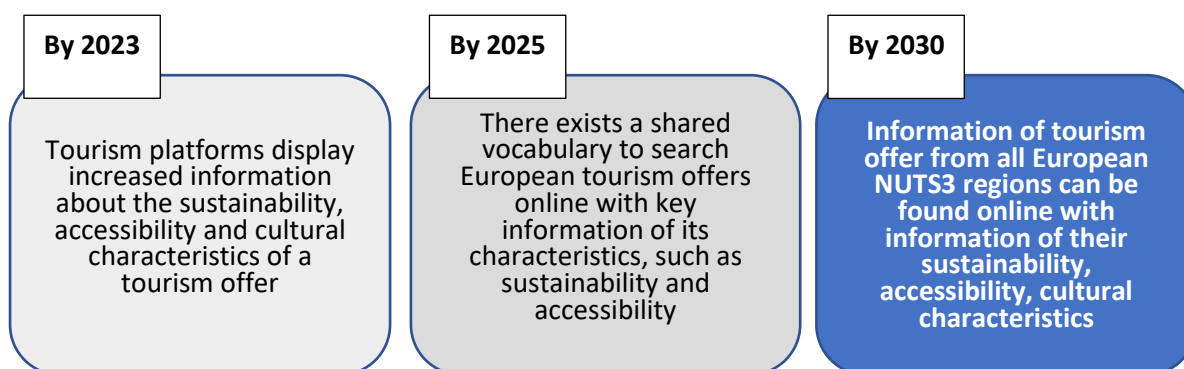 By 2023
Tourism platforms display
increased information
about the sustainability,
accessibility and cultural
characteristics of a
tourism offer
By 2025
There exists a shared
vocabulary to search
European tourism offers
online with key
information of its
characteristics, such as
sustainability and
accessibility
By 2030
Information of tourism
offer from all European
NUTS3 regions can be
found online with
information of their
sustainability,
accessibility, cultural
characteristics